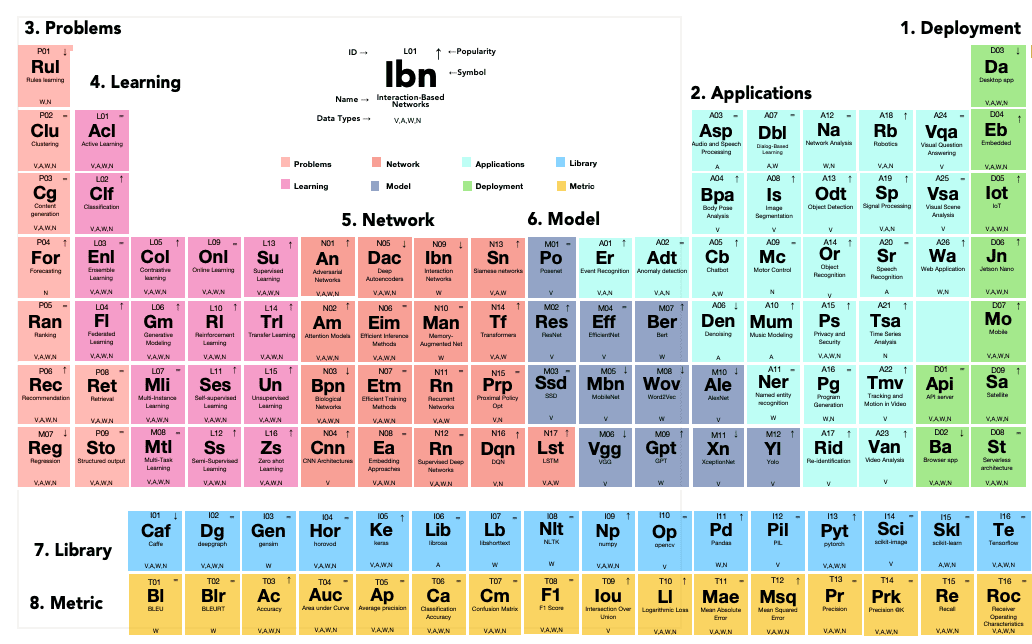 3. Problems
1. Deployment
4. Learning
2. Applications
ID →
L01 ↑
←Popularity
Ibn
←Symbol
Name →
Interaction-Based
Networks
Data Types →
V,A,W,N
Problems
Network
Applications
Library
Learning
Model
Deployment
Metric
5. Network
6. Model
P01 ↓
Rul
Rules learning
W,N
D03 ↓
Da
Desktop app
V,A,W,N
P02 –
Clu
Clustering
V,A,W,N
L01 –
Acl
Active Learning
V,A,W,N
A03 –
Asp
Audio and Speech
Processing
A
A07 –
Dbl
Dialog-Based
Learning
A,W
A12 –
Na
Network Analysis
W,N
A18 ↑
Rb
Robotics
V,A,N
A24 –
Vqa
Visual Question
Answering
V
D04 ↑
Eb
Embedded
V,A,W,N
P03 –
Cg
Content
generation
V,A,W,N
L02 ↑
Clf
Classification
V,A,W,N
A04 ↑
Bpa
Body Pose
Analysis
V
A08 ↑
Is
Image
Segmentation
V
A13 ↑
Odt
Object Detection
V
A19 ↑
Sp
Signal Processing
V,A,N
A25 –
Vsa
Visual Scene
Analysis
V
D05 ↑
Iot
IoT
V,A,W,N
P04 ↑
For
Forecasting
N
L03 –
Enl
Ensemble
Learning
V,A,W,N
L05 ↑
Col
Contrastive
learning
V,A,W,N
L09 –
Onl
Online Learning
V,A,W,N
L13 ↑
Su
Supervised
Learning
V,A,W,N
N01 ↑
An
Adversarial
Networks
V,A,W,N
N05 ↓
Dac
Deep
Autoencoders
V,A,W,N
N09 ↓
Ibn
Interaction
Networks
W
N13 ↑
Sn
Siamese networks
V,A,W,N
M01 –
Po
Posenet
V
A01 ↑
Er
Event Recognition
V,A,N
A02 –
Adt
Anomaly detection
V,A,W,N
C05 ↑
Cb
Chatbot
A,W
A09 –
Mc
Motor Control
N
A14 ↑
Or
Object
Recognition
V
A20 –
Sr
Speech
Recognition
A
A26 ↑
Wa
Web Application
W,N
D06 ↑
Jn
Jetson Nano
V,A,W,N
P05 –
Ran
Ranking
V,A,W,N
L04 ↑
Fl
Federated
Learning
V,A,W,N
L06 ↑
Gm
Generative
Modeling
V,A,W,N
L10 ↑
Rl
Reinforcement
Learning
V,A,W,N
L14 ↑
Trl
Transfer Learning
V,A,W,N
N02 ↑
Am
Attention Models
V,A,W,N
N06 –
Eim
Efficient Inference
Methods
V,A,W,N
N10 –
Man
Memory-
Augmented Net
W
N14 ↑
Tf
Transformers
V,A,W
M02 ↑
Res
ResNet
V
M04 –
Eff
EfficientNet
V
M07 ↑
Ber
Bert
W
A06 ↓
Den
Denoising
A
A10 ↑
Mum
Music Modeling
A
A15 ↑
Ps
Privacy and
Security
V,A,W,N
A21 ↑
Tsa
Time Series
Analysis
N
D07 ↑
Mo
Mobile
V,A,W,N
P06 ↑
Rec
Recommendation
V,A,W,N
P08 –
Ret
Retrieval
V,A,W,N
L07 –
Mli
Multi-Instance
Learning
V,A,W,N
L11 ↑
Ses
Self-supervised
Learning
V,A,W,N
L15 ↑
Un
Unsupervised
Learning
V,A,W,N
N03 ↓
Bpn
Biological
Networks
V,A,W,N
N07 –
Etm
Efficient Training
Methods
V,A,W,N
N11 –
Rn
Recurrent
Networks
V,A,W,N
N15 –
Prp
Proximal Policy
Opt
V,N
M03 –
Ssd
SSD
V
M05 ↓
Mbn
MobileNet
V
M08 ↓
Wov
Word2Vec
W
M10 ↓
Ale
AlexNet
V
A11 –
Ner
Named entity
recognition
W
A16 –
Pg
Program
Generation
W,N
A22 ↑
Tmv
Tracking and
Motion in Video
V
D01 –
Api
API server
V,A,W,N
D09 ↑
Sa
Satellite
V,A,W,N
M07 ↓
Reg
Regression
V,A,W,N
P09 –
Sto
Structured output
V,A,W,N
M08 –
Mtl
Multi-Task
Learning
V,A,W,N
L12 ↑
Ss
Semi-Supervised
Learning
V,A,W,N
L16 ↑
Zs
Zero shot
Learning
V,A,W,N
N04 ↑
Cnn
CNN Architectures
V
N08 –
Ea
Embedding
Approaches
V,A,W,N
N12 –
Rn
Supervised Deep
Networks
V,A,W,N
N16 ↑
Dqn
DQN
V,N
N17 ↑
Lst
LSTM
V,A,W
M06 ↓
Vgg
VGG
V
M09 ↑
Gpt
GPT
W
M11 ↓
Xn
XceptionNet
V
M12 ↑
Yl
Yolo
V
A17 ↑
Rid
Re-identification
V
A23 ↑
Van
Video Analysis
V
D02 ↓
Ba
Browser app
V,A,W,N
D08 –
St
Serverless
architecture
V,A,W,N
7. Library
I01 ↓
Caf
Caffe
V,A,W,N
I02 –
Dg
deepgraph
V,A,W,N
I03 –
Gen
gensim
W
I04 –
Hor
horovod
V,A,W,N
I05 ↑
Ke
keras
V,A,W,N
I06 –
Lib
librosa
A
I07 –
Lb
libshorttext
W
I08 –
Nlt
NLTK
W
I09 ↑
Np
numpy
V,A,W,N
I10 –
Op
opencv
V
I11 ↑
Pd
Pandas
W,N
I12 –
Pil
PIL
V
I13 ↑
Pyt
pytorch
V,A,W,N
I14 –
Sci
scikit-image
V
I15 –
Skl
scikit-learn
A,W,N
I16 –
Te
Tensorflow
V,A,W,N
8. Metric
T01 –
Bl
BLEU
W
T02 –
Blr
BLEURT
W
T03 ↑
Ac
Accuracy
V,A,W,N
T04 –
Auc
Area under Curve
V,A,W,N
T05 –
Ap
Average precision
V,A,W,N
T06 –
Ca
Classification
Accuracy
V,A,W,N
T07 –
Cm
Confusion Matrix
V,A,W,N
T08 –
F1
F1 Score
V,A,W,N
T09 ↑
Iou
Intersection Over
Union
V
T10 ↑
Ll
Logarithmic Loss
V,A,W,N
T11 –
Mae
Mean Absolute
Error
V,A,W,N
T12 ↑
Msq
Mean Squared
Error
V,A,W,N
T13 –
Pr
Precision
V,A,W,N
T14 –
Prk
Precision @K
V,A,W,N
T15 –
Re
Recall
V,A,W,N
T16 –
Roc
Receiver
Operating
Characteristics
V,A,W,N